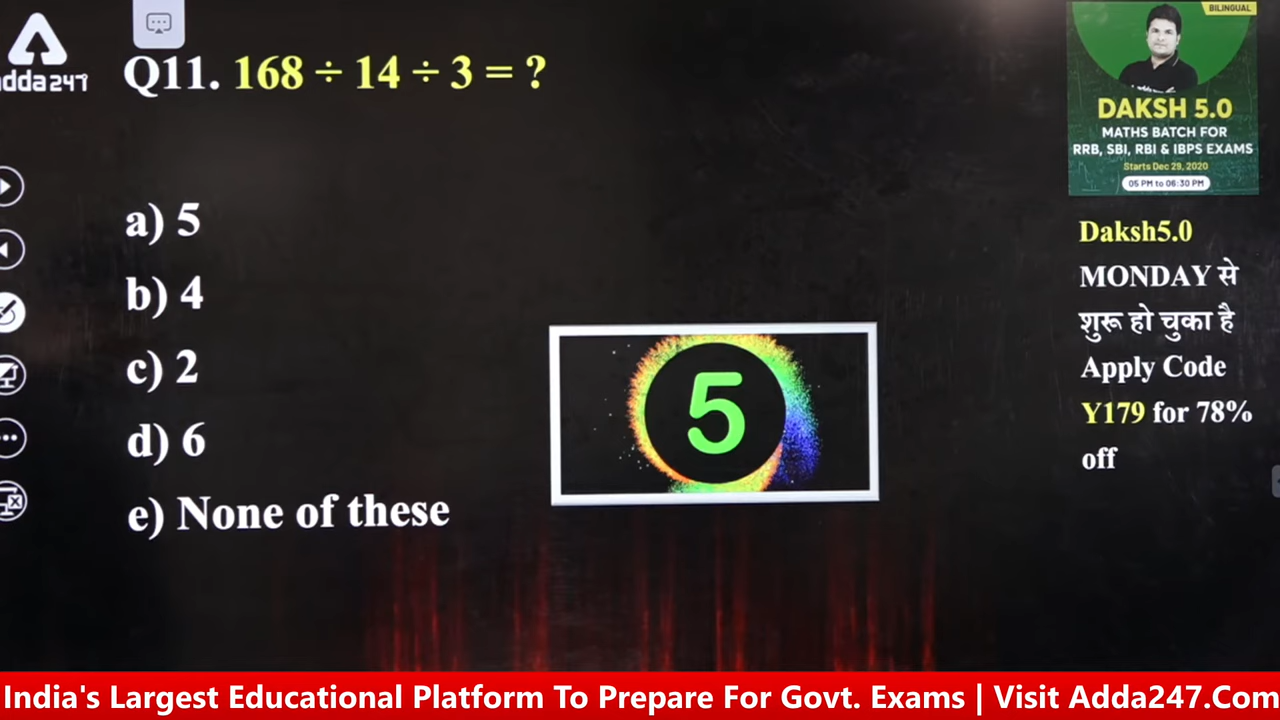 adda247
Q11. 168 ÷ 14 ÷ 3 = ?
a) 5
b) 4
c) 2
d) 6
e) None of these
5
BILINGUAL
DAKSH 5.0
MATHS BATCH FOR
RRB, SBI, RBI & IBPS EXAMS
Starts Dec 29, 2020
05 PM to 06:30 PM
Daksh5.0
MONDAY से
शुरू हो चुका है
Apply Code
Y179 for 78%
off
India's Largest Educational Platform To Prepare For Govt. Exams | Visit Adda247.Com